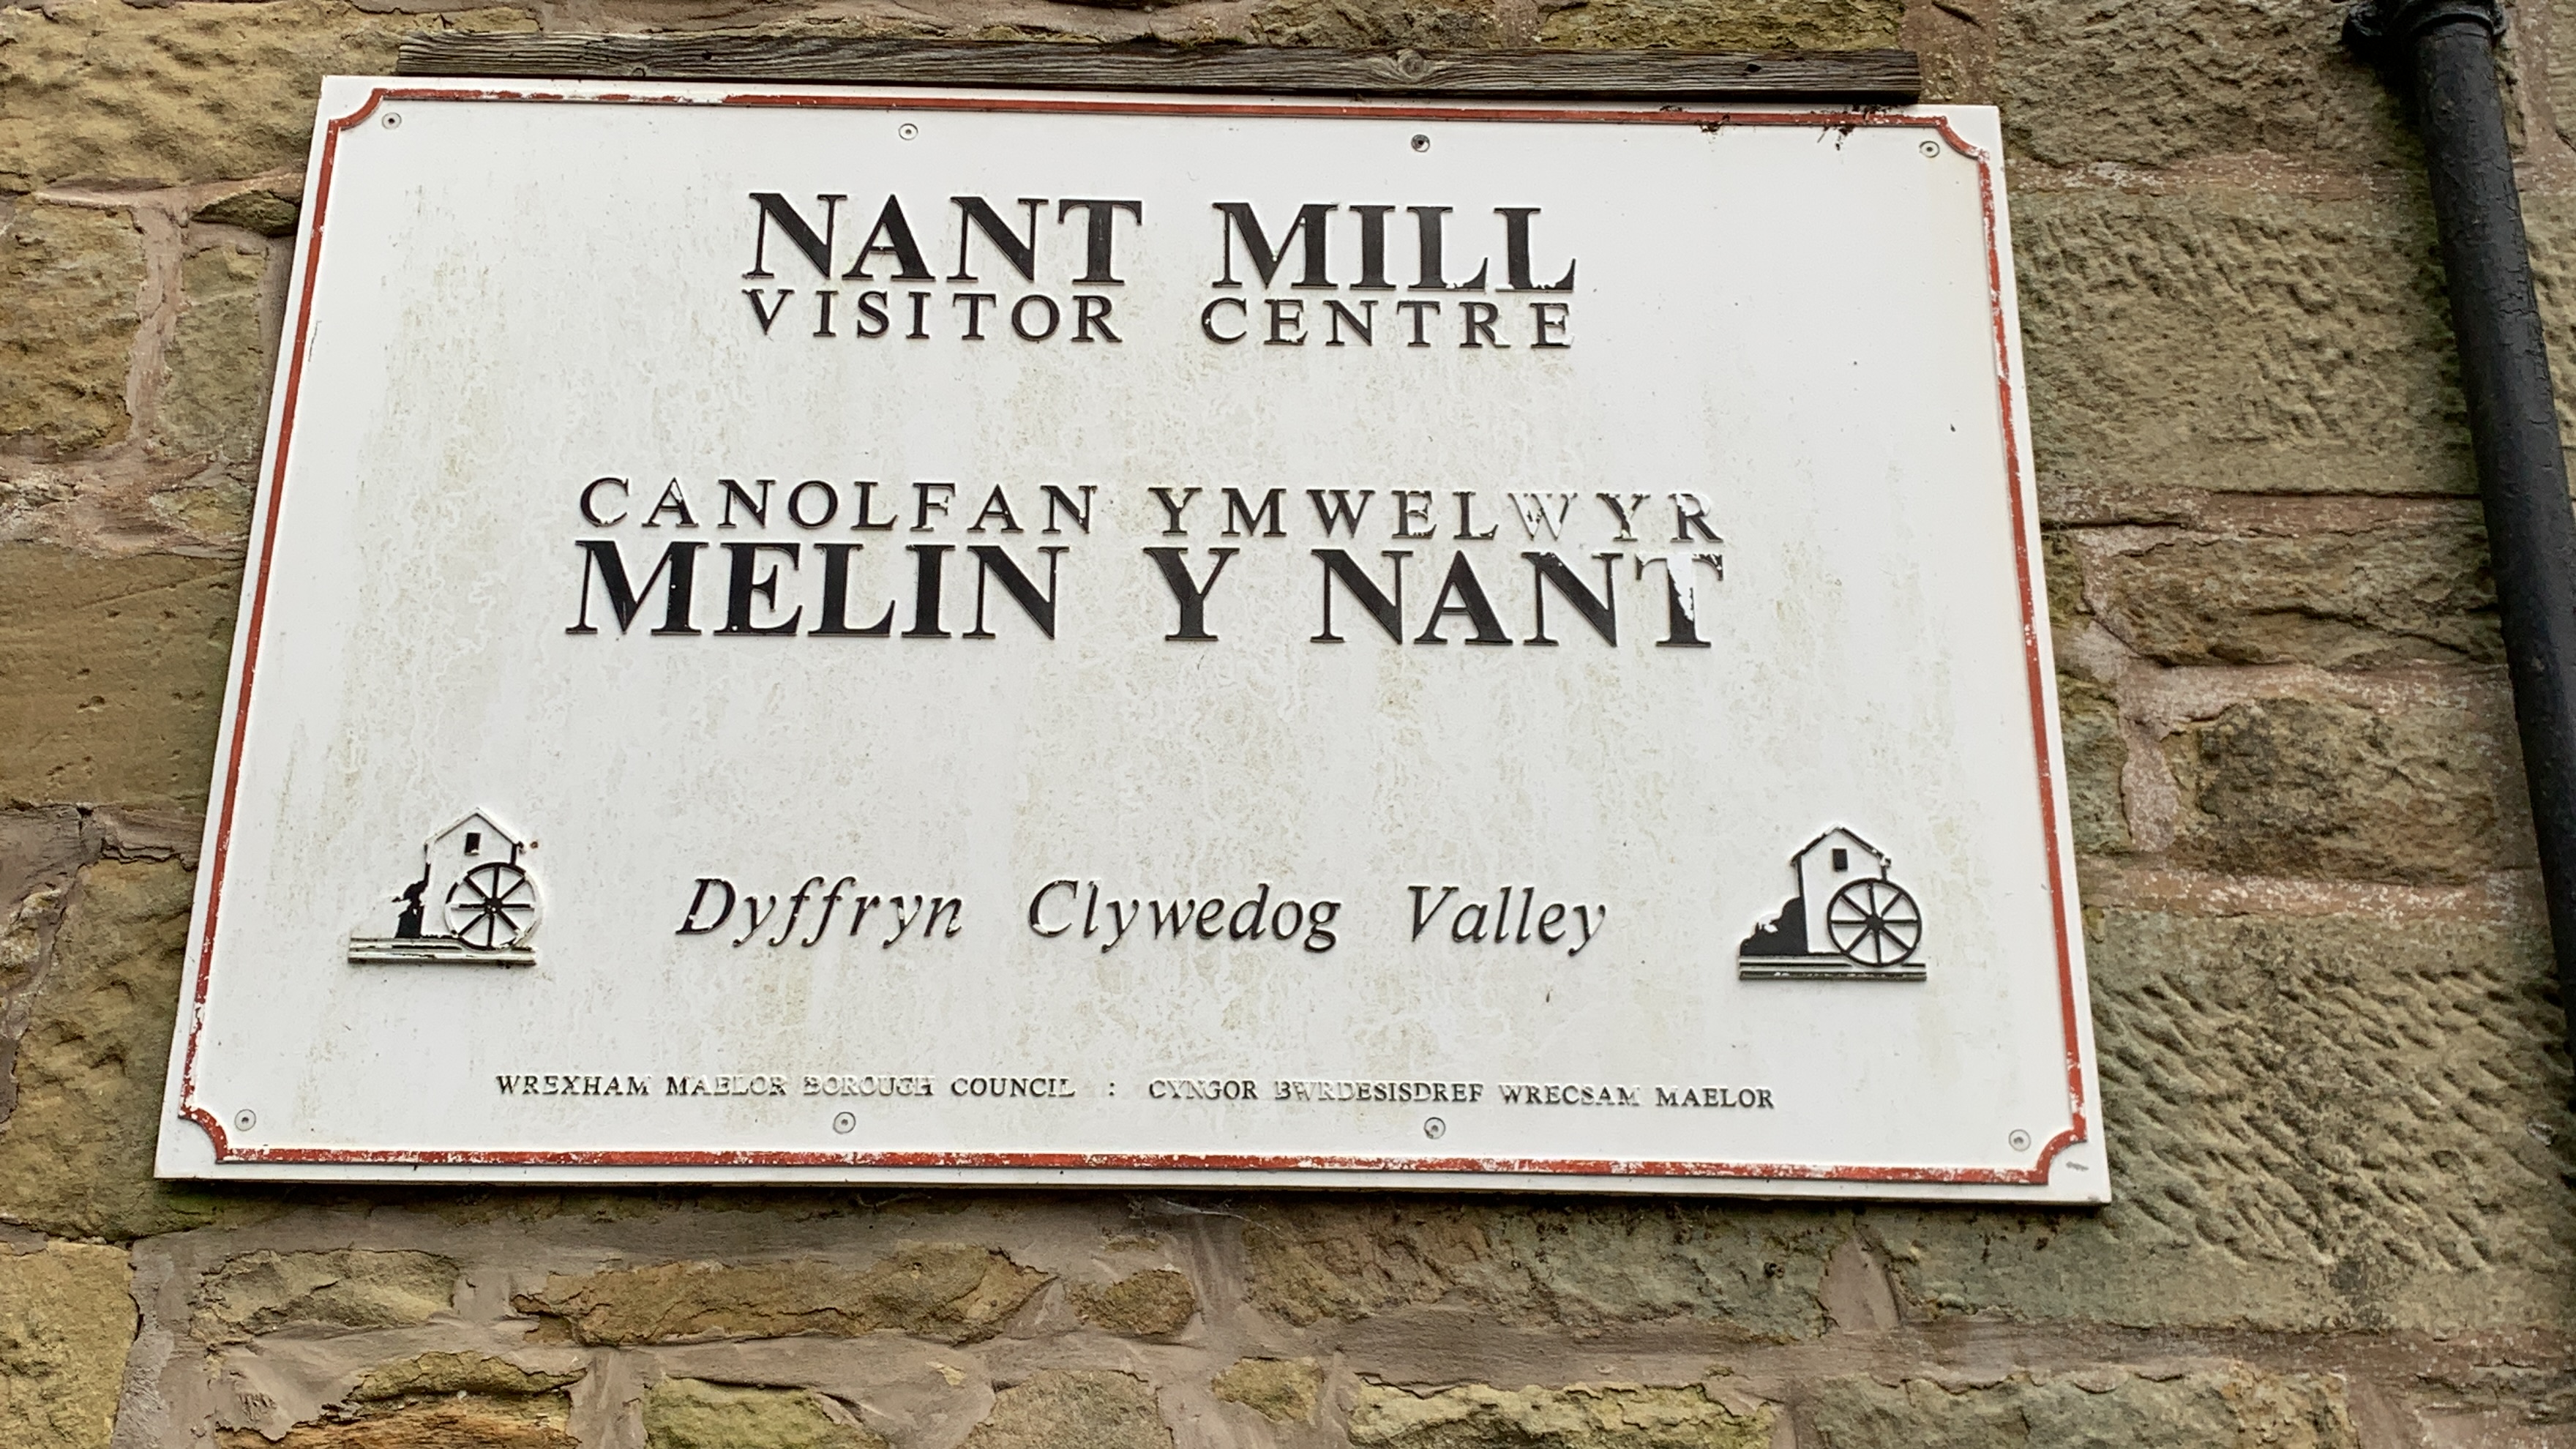 NANT MILL
VISITOR CENTRE
CANOLFAN YMWELWYR
MELIN Y NANT
Dyffryn Clywedog Valley
WREXHAM MAELOR BOROUGH COUNCIL : CYNGOR BWRDESISDREF WRECSAM MAELOR